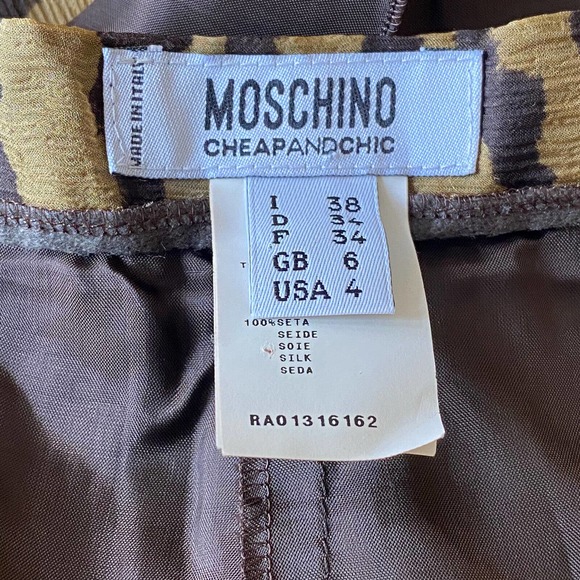 MADE IN ITALY
MOSCHINO
CHEAPANDCHIC
I 38
D 34
F 34
GB 6
USA 4
T
100%SETA
SEIDE
SOIE
SILK
SEDA
RA01316162